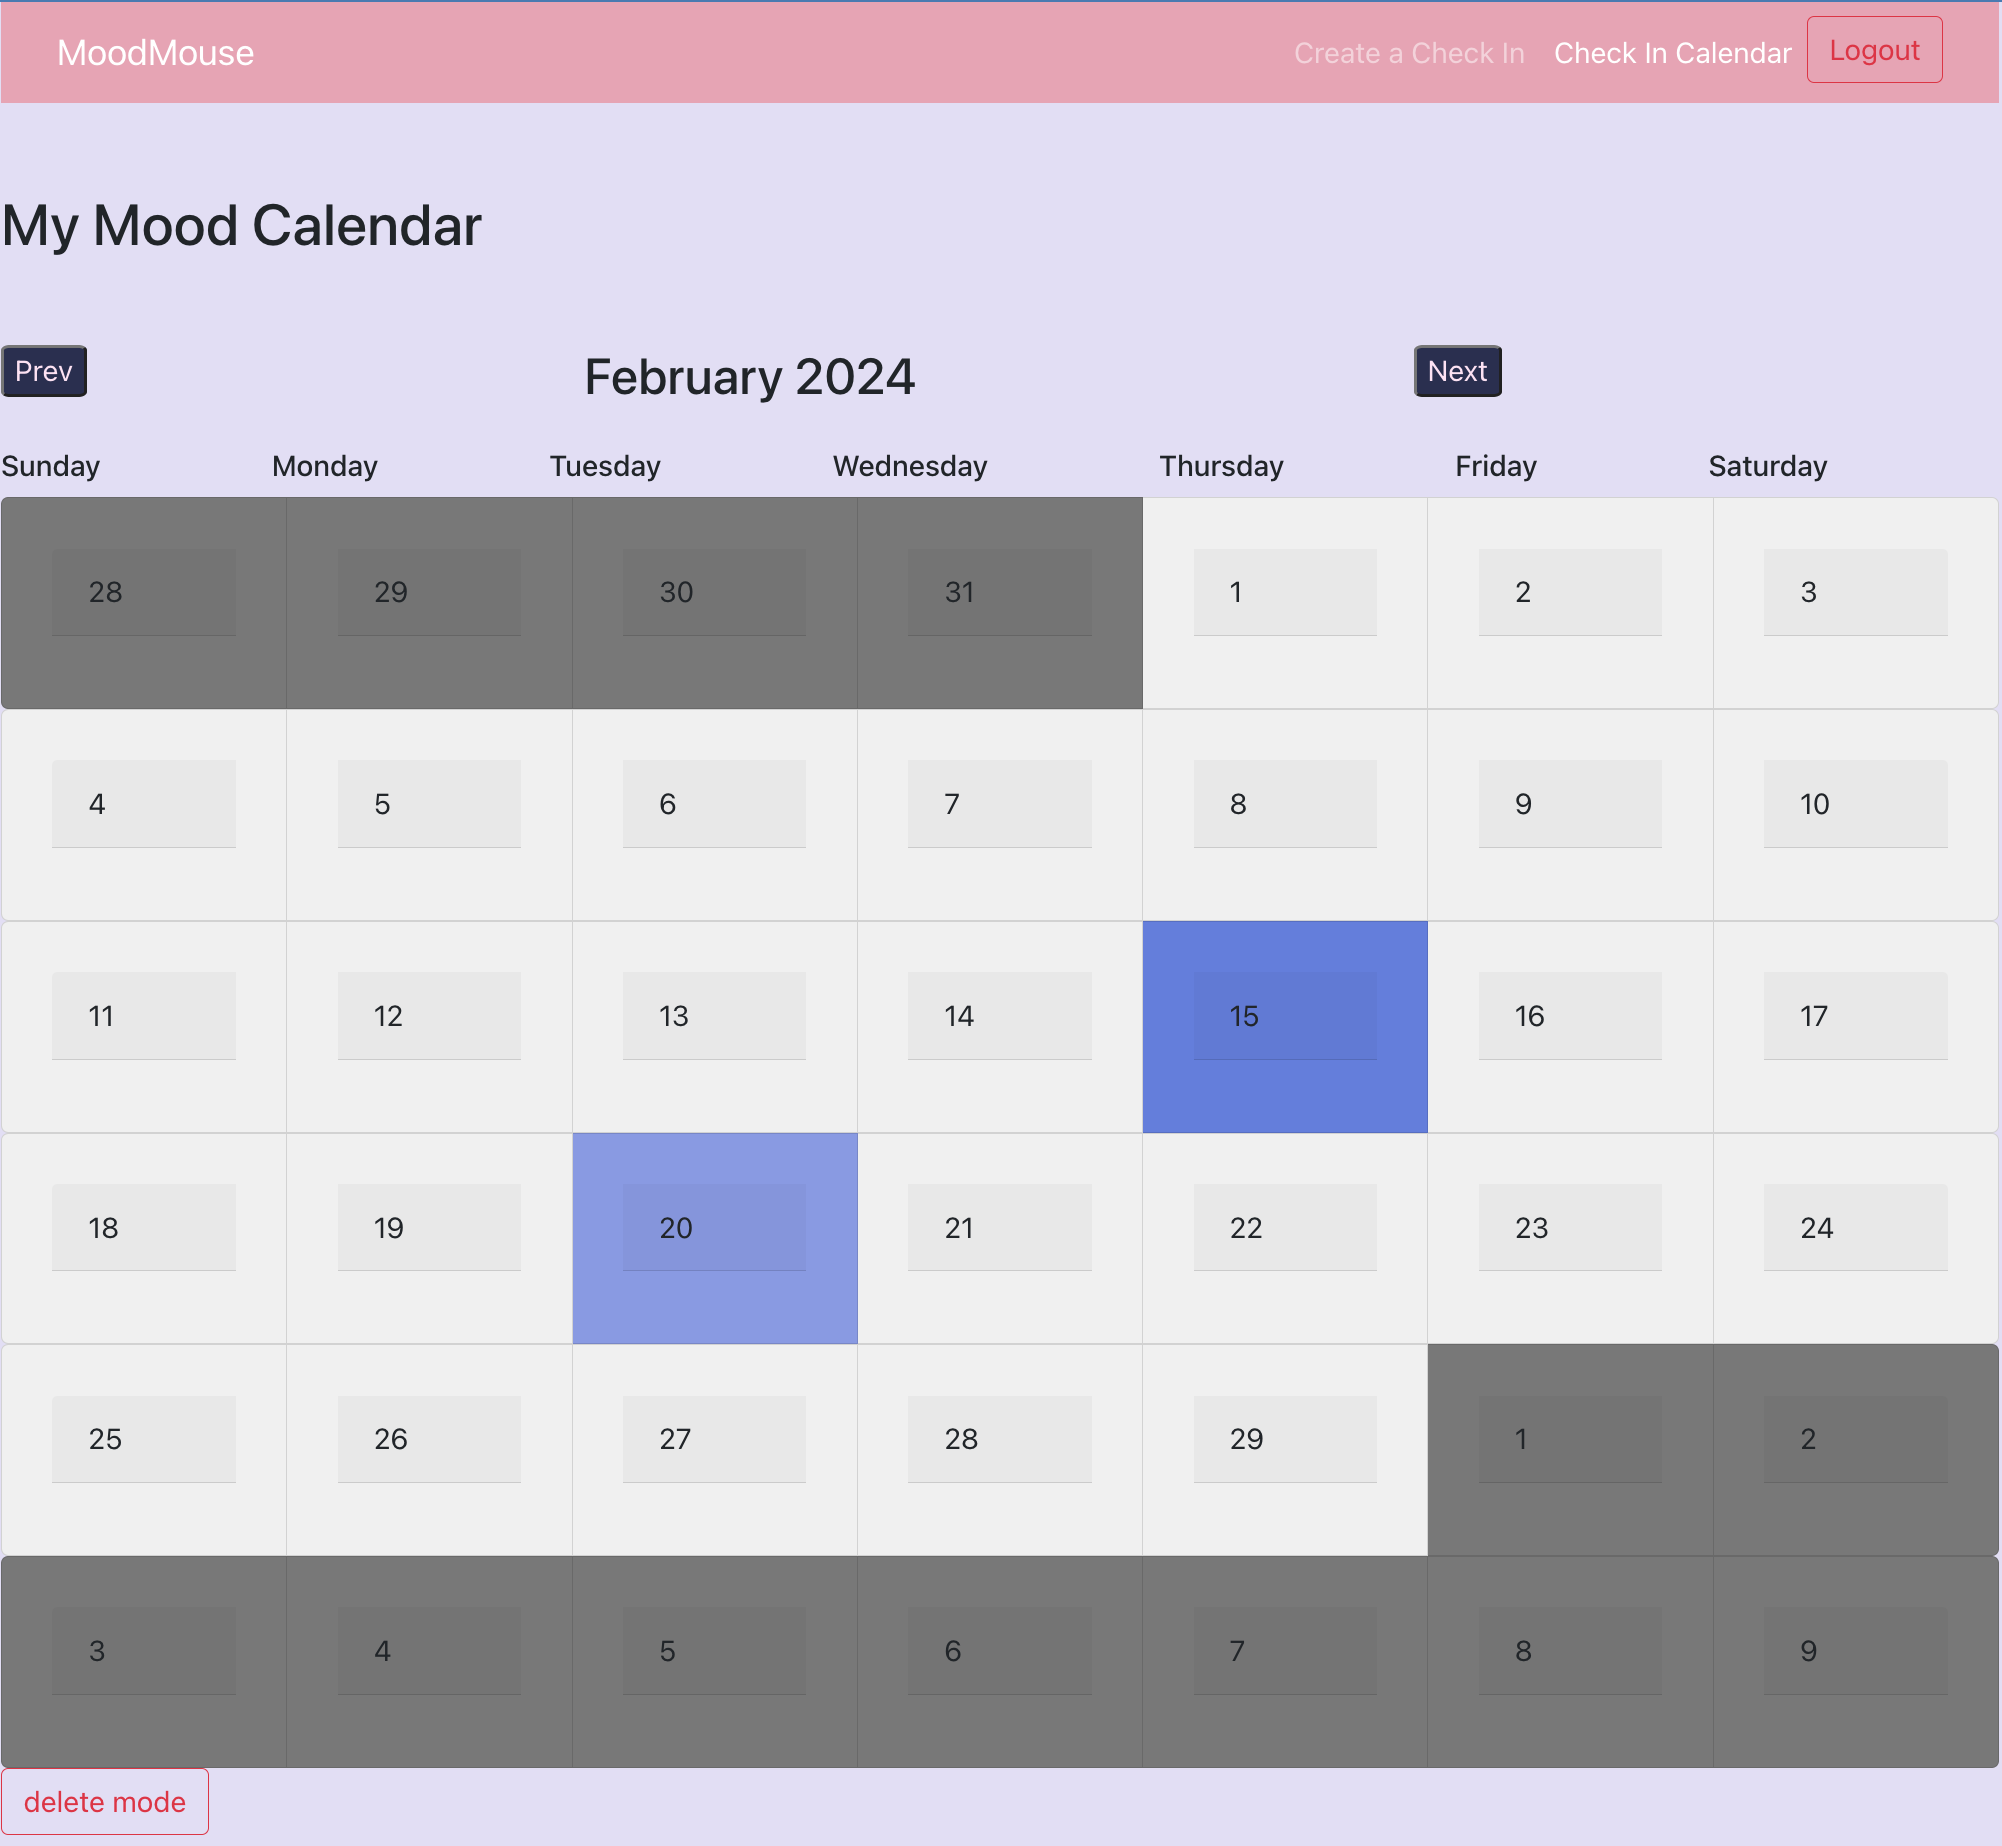 MoodMouse Create a Check In Check In Calendar Logout
My Mood Calendar
Prev February 2024 Next
Sunday Monday Tuesday Wednesday Thursday Friday Saturday
28 29 30 31 1 2 3
4 5 6 7 8 9 10
11 12 13 14 15 16 17
18 19 20 21 22 23 24
25 26 27 28 29 1 2
3 4 5 6 7 8 9
delete mode